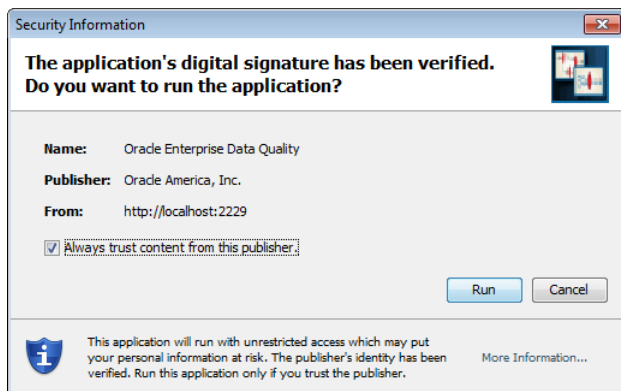 Security Information
The application's digital signature has been verified.
Do you want to run the application?
Name: Oracle Enterprise Data Quality
Publisher: Oracle America, Inc.
From: http://localhost:2229
Always trust content from this publisher.
Run Cancel
This application will run with unrestricted access which may put
your personal information at risk. The publisher's identity has been More Information...
verified. Run this application only if you trust the publisher.